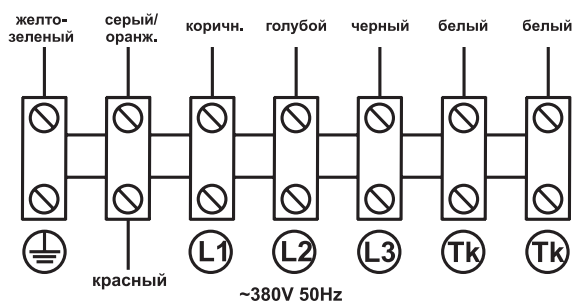 желто-
зеленый
серый/
оранж.
коричн.
голубой
черный
белый
белый
L1
L2
L3
Tk
Tk
красный
~380V 50Hz